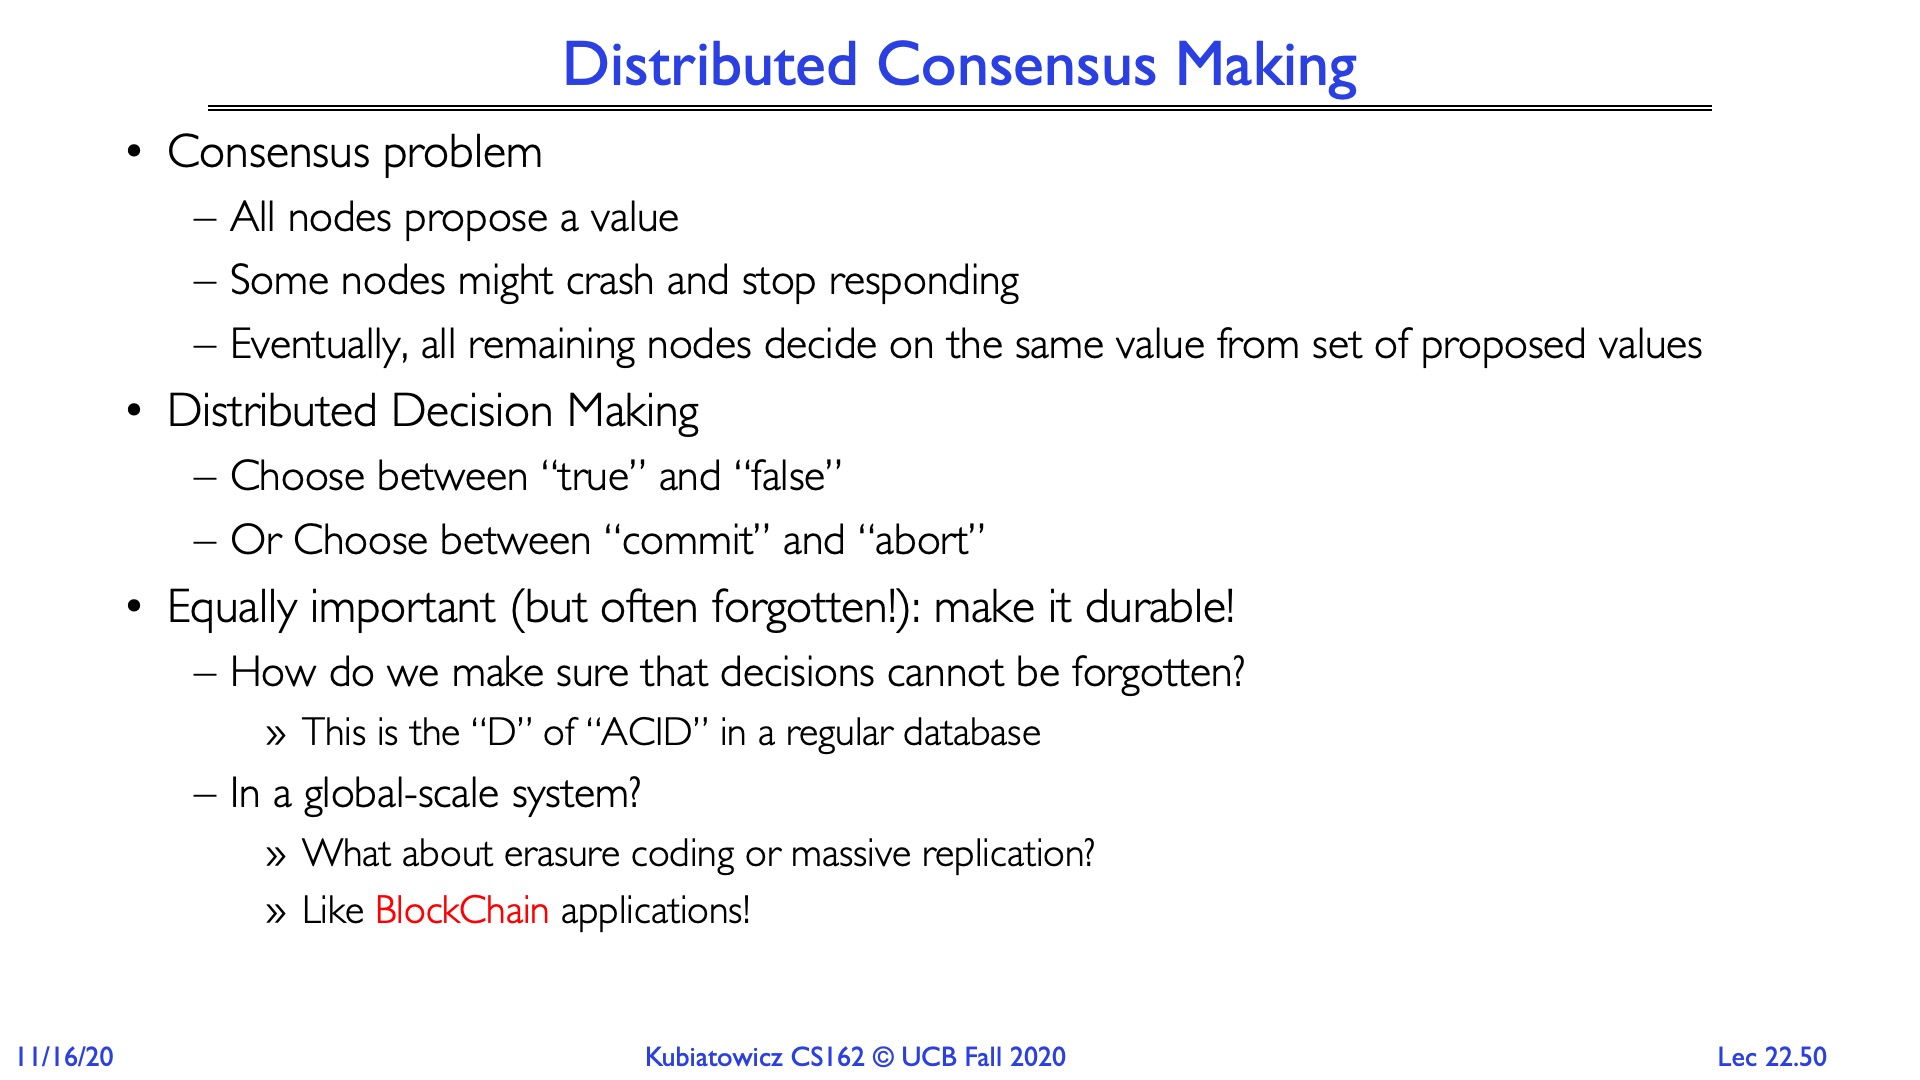 Distributed Consensus Making
• Consensus problem
– All nodes propose a value
– Some nodes might crash and stop responding
– Eventually, all remaining nodes decide on the same value from set of proposed values
• Distributed Decision Making
– Choose between “true” and “false”
– Or Choose between “commit” and “abort”
• Equally important (but often forgotten!): make it durable!
– How do we make sure that decisions cannot be forgotten?
» This is the “D” of “ACID” in a regular database
– In a global-scale system?
» What about erasure coding or massive replication?
» Like BlockChain applications!
11/16/20
Kubiatowicz CS162 © UCB Fall 2020
Lec 22.50